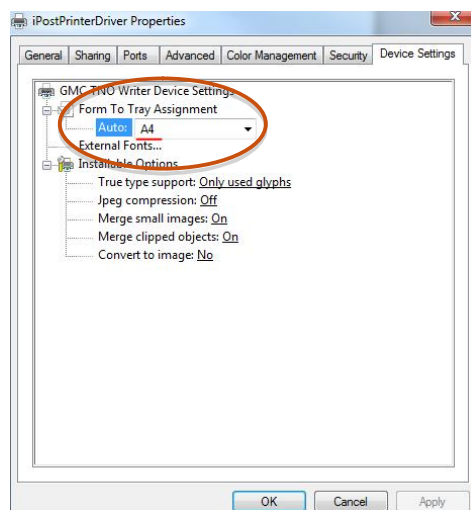 iPostPrinterDriver Properties
General Sharing Ports Advanced Color Management Security Device Settings
GMC TNO Writer Device Settings
Form To Tray Assignment
Auto: A4
External Fonts...
Installable Options
True type support: Only used glyphs
Jpeg compression: Off
Merge small images: On
Merge clipped objects: On
Convert to image: No
OK Cancel Apply